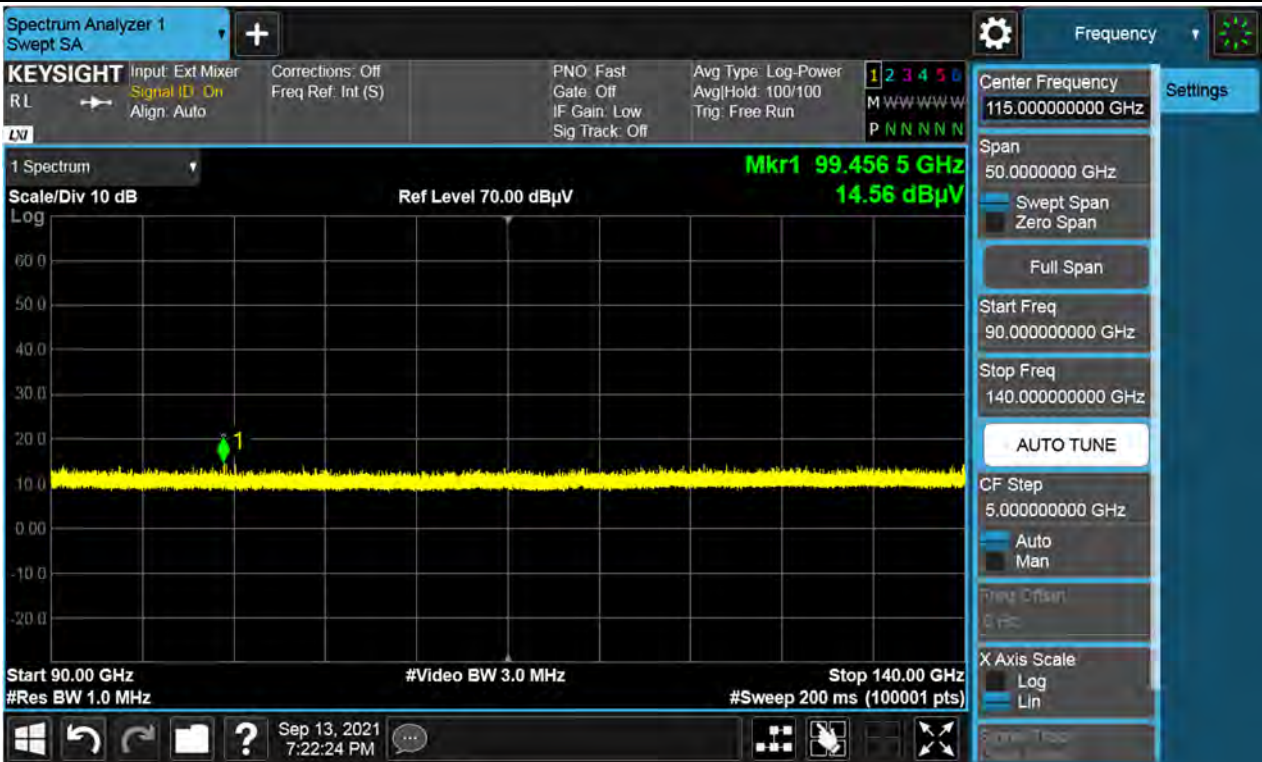 Spectrum Analyzer 1
Swept SA
+
Frequency
KEYSIGHT
RL
LXI
Input: Ext Mixer
Signal ID: On
Align: Auto
Corrections: Off
Freq Ref: Int (S)
PNO: Fast
Gate: Off
IF Gain: Low
Sig Track: Off
Avg Type: Log-Power
Avg|Hold: 100/100
Trig: Free Run
1 2 3 4 5 6
M W W W W W
P N N N N N
Center Frequency
115.000000000 GHz
Settings
1 Spectrum
Mkr1 99.456 5 GHz
14.56 dBµV
Scale/Div 10 dB
Ref Level 70.00 dBµV
Log
60.0
50.0
40.0
30.0
20.0
10.0
0.00
-10.0
-20.0
1
Start 90.00 GHz
#Video BW 3.0 MHz
Stop 140.00 GHz
#Res BW 1.0 MHz
#Sweep 200 ms (100001 pts)
Span
50.0000000 GHz
Swept Span
Zero Span
Full Span
Start Freq
90.000000000 GHz
Stop Freq
140.000000000 GHz
AUTO TUNE
CF Step
5.000000000 GHz
Auto
Man
Freq Offset
0 Hz
X Axis Scale
Log
Lin
?
Sep 13, 2021
7:22:24 PM